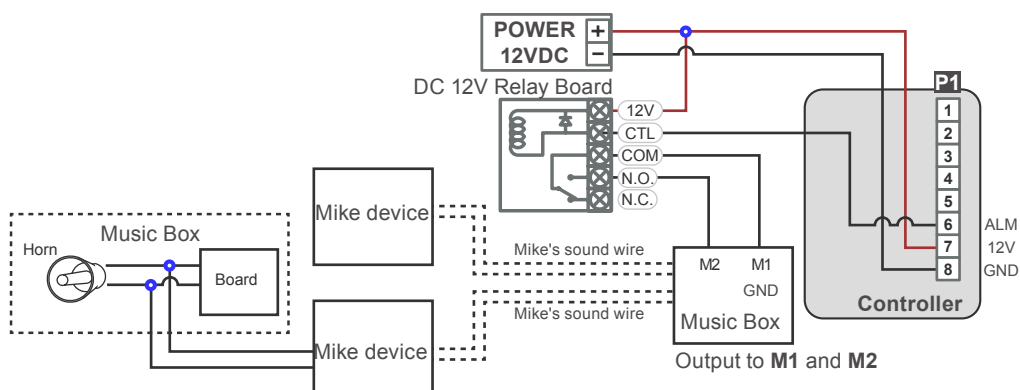 POWER +
12VDC −
DC 12V Relay Board
12V
CTL
COM
N.O.
N.C.
P1
1
2
3
4
5
6 ALM
7 12V
8 GND
Controller
Mike device
Mike's sound wire
Music Box
Horn
Board
M2 M1
GND
Mike's sound wire
Music Box
Mike device
Output to M1 and M2